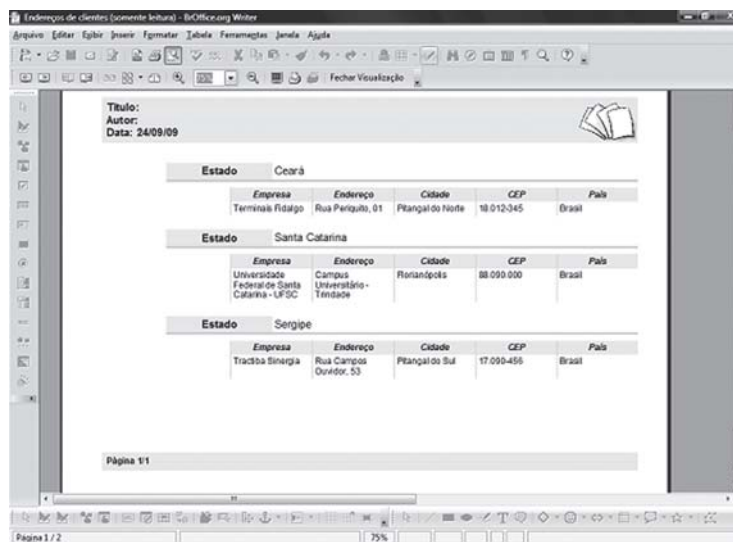 Endereços de clientes (somente leitura) - BrOffice.org Writer
Arquivo Editar Exibir Inserir Formatar Tabela Ferramentas Janela Ajuda
Fechar Visualização
Título:
Autor:
Data: 24/09/09
Estado Ceará
Empresa Endereço Cidade CEP País
Terminais Fidalgo Rua Periquito, 01 Pitangal do Norte 18.012-345 Brasil
Estado Santa Catarina
Empresa Endereço Cidade CEP País
Universidade Campus Florianópolis 88.090.000 Brasil
Federal de Santa Universitário -
Catarina - UFSC Trindade
Estado Sergipe
Empresa Endereço Cidade CEP País
Tractiba Sinergia Rua Campos Pitangal do Sul 17.090-456 Brasil
Ouvidor, 53
Página 1/1
Página 1 / 2 75%